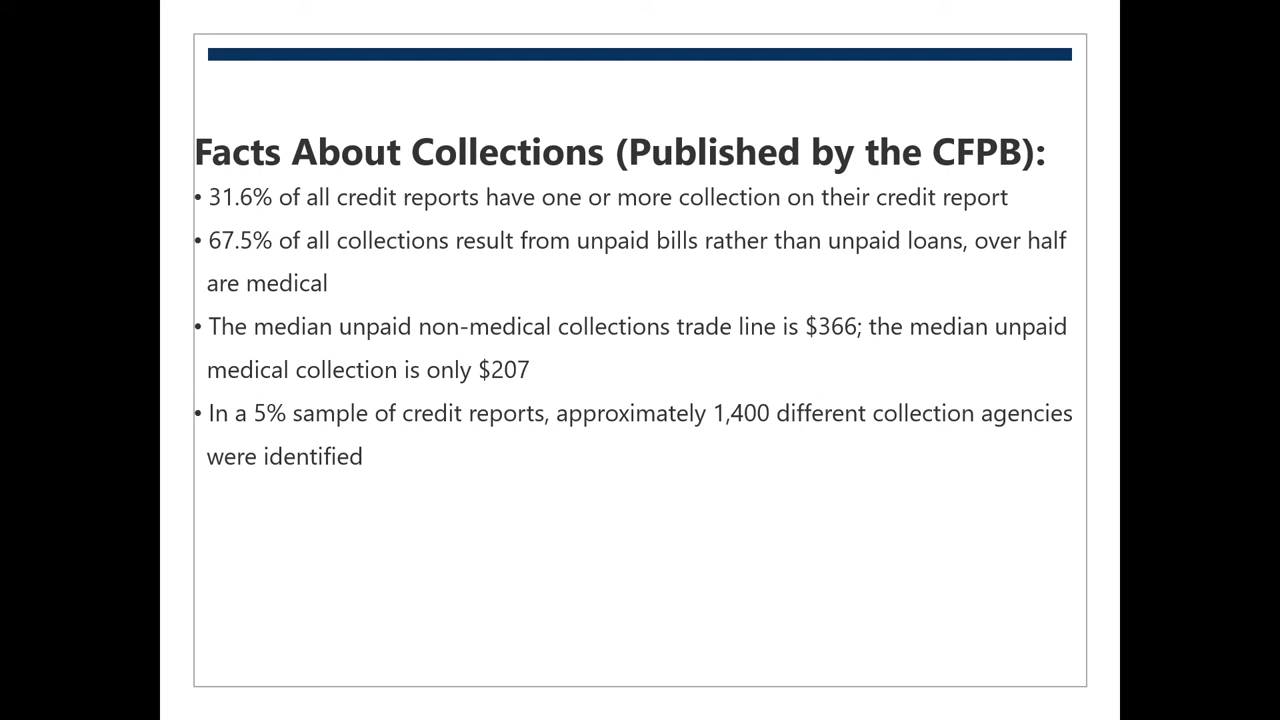 Facts About Collections (Published by the CFPB):
• 31.6% of all credit reports have one or more collection on their credit report
• 67.5% of all collections result from unpaid bills rather than unpaid loans, over half
are medical
• The median unpaid non-medical collections trade line is $366; the median unpaid
medical collection is only $207
• In a 5% sample of credit reports, approximately 1,400 different collection agencies
were identified